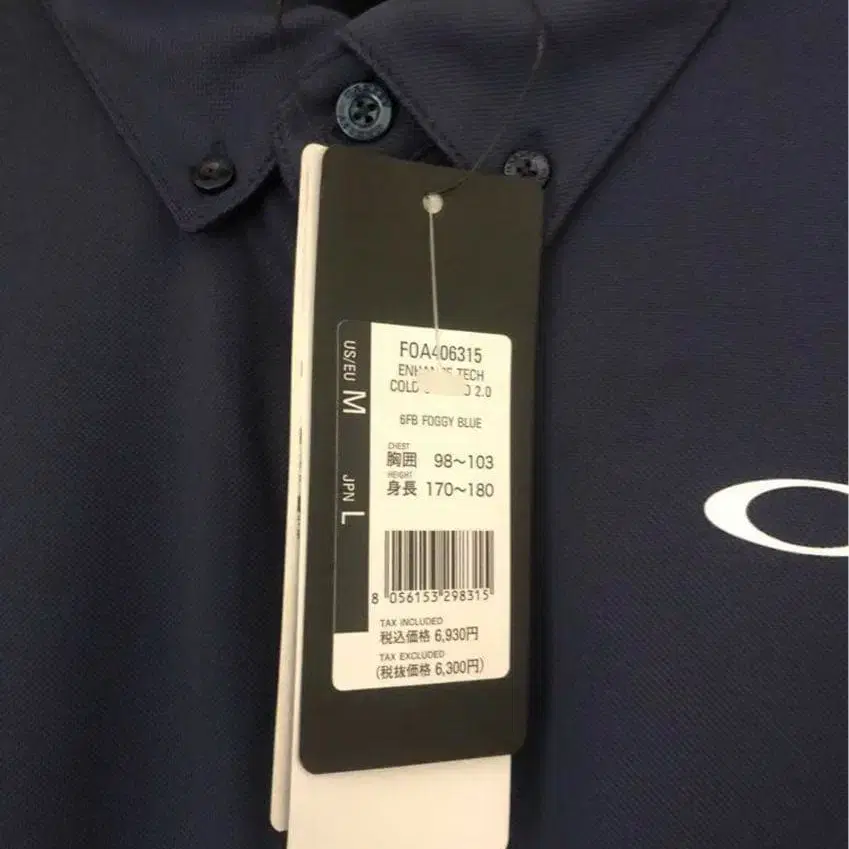 US/EU M
JPN L
FOA406315
TECH
COLD 2.0
6FB FOGGY BLUE
CHEST
胸囲 98~103
HEIGHT
身長 170~180
8 056153 298315
TAX INCLUDED
税込価格 6,930円
TAX EXCLUDED
(税抜価格 6,300円)